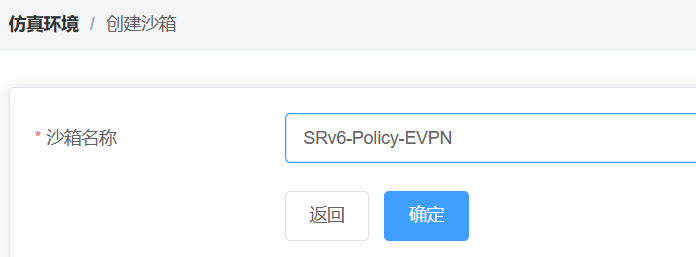 仿真环境 / 创建沙箱
* 沙箱名称 SRv6-Policy-EVPN
返回 确定